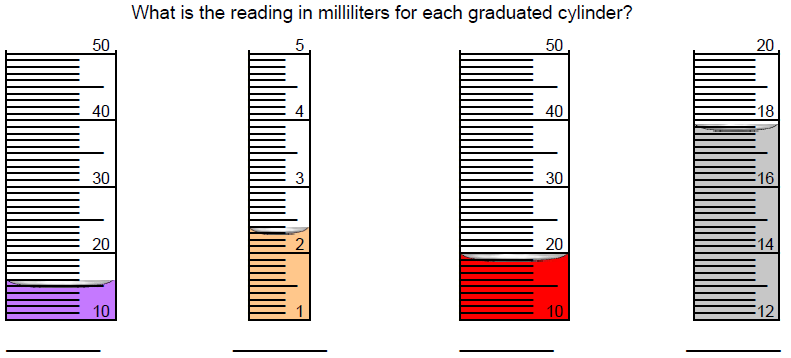 What is the reading in milliliters for each graduated cylinder?
50 5 50 20
40 4 40 18
30 3 30 16
20 2 20 14
10 1 10 12